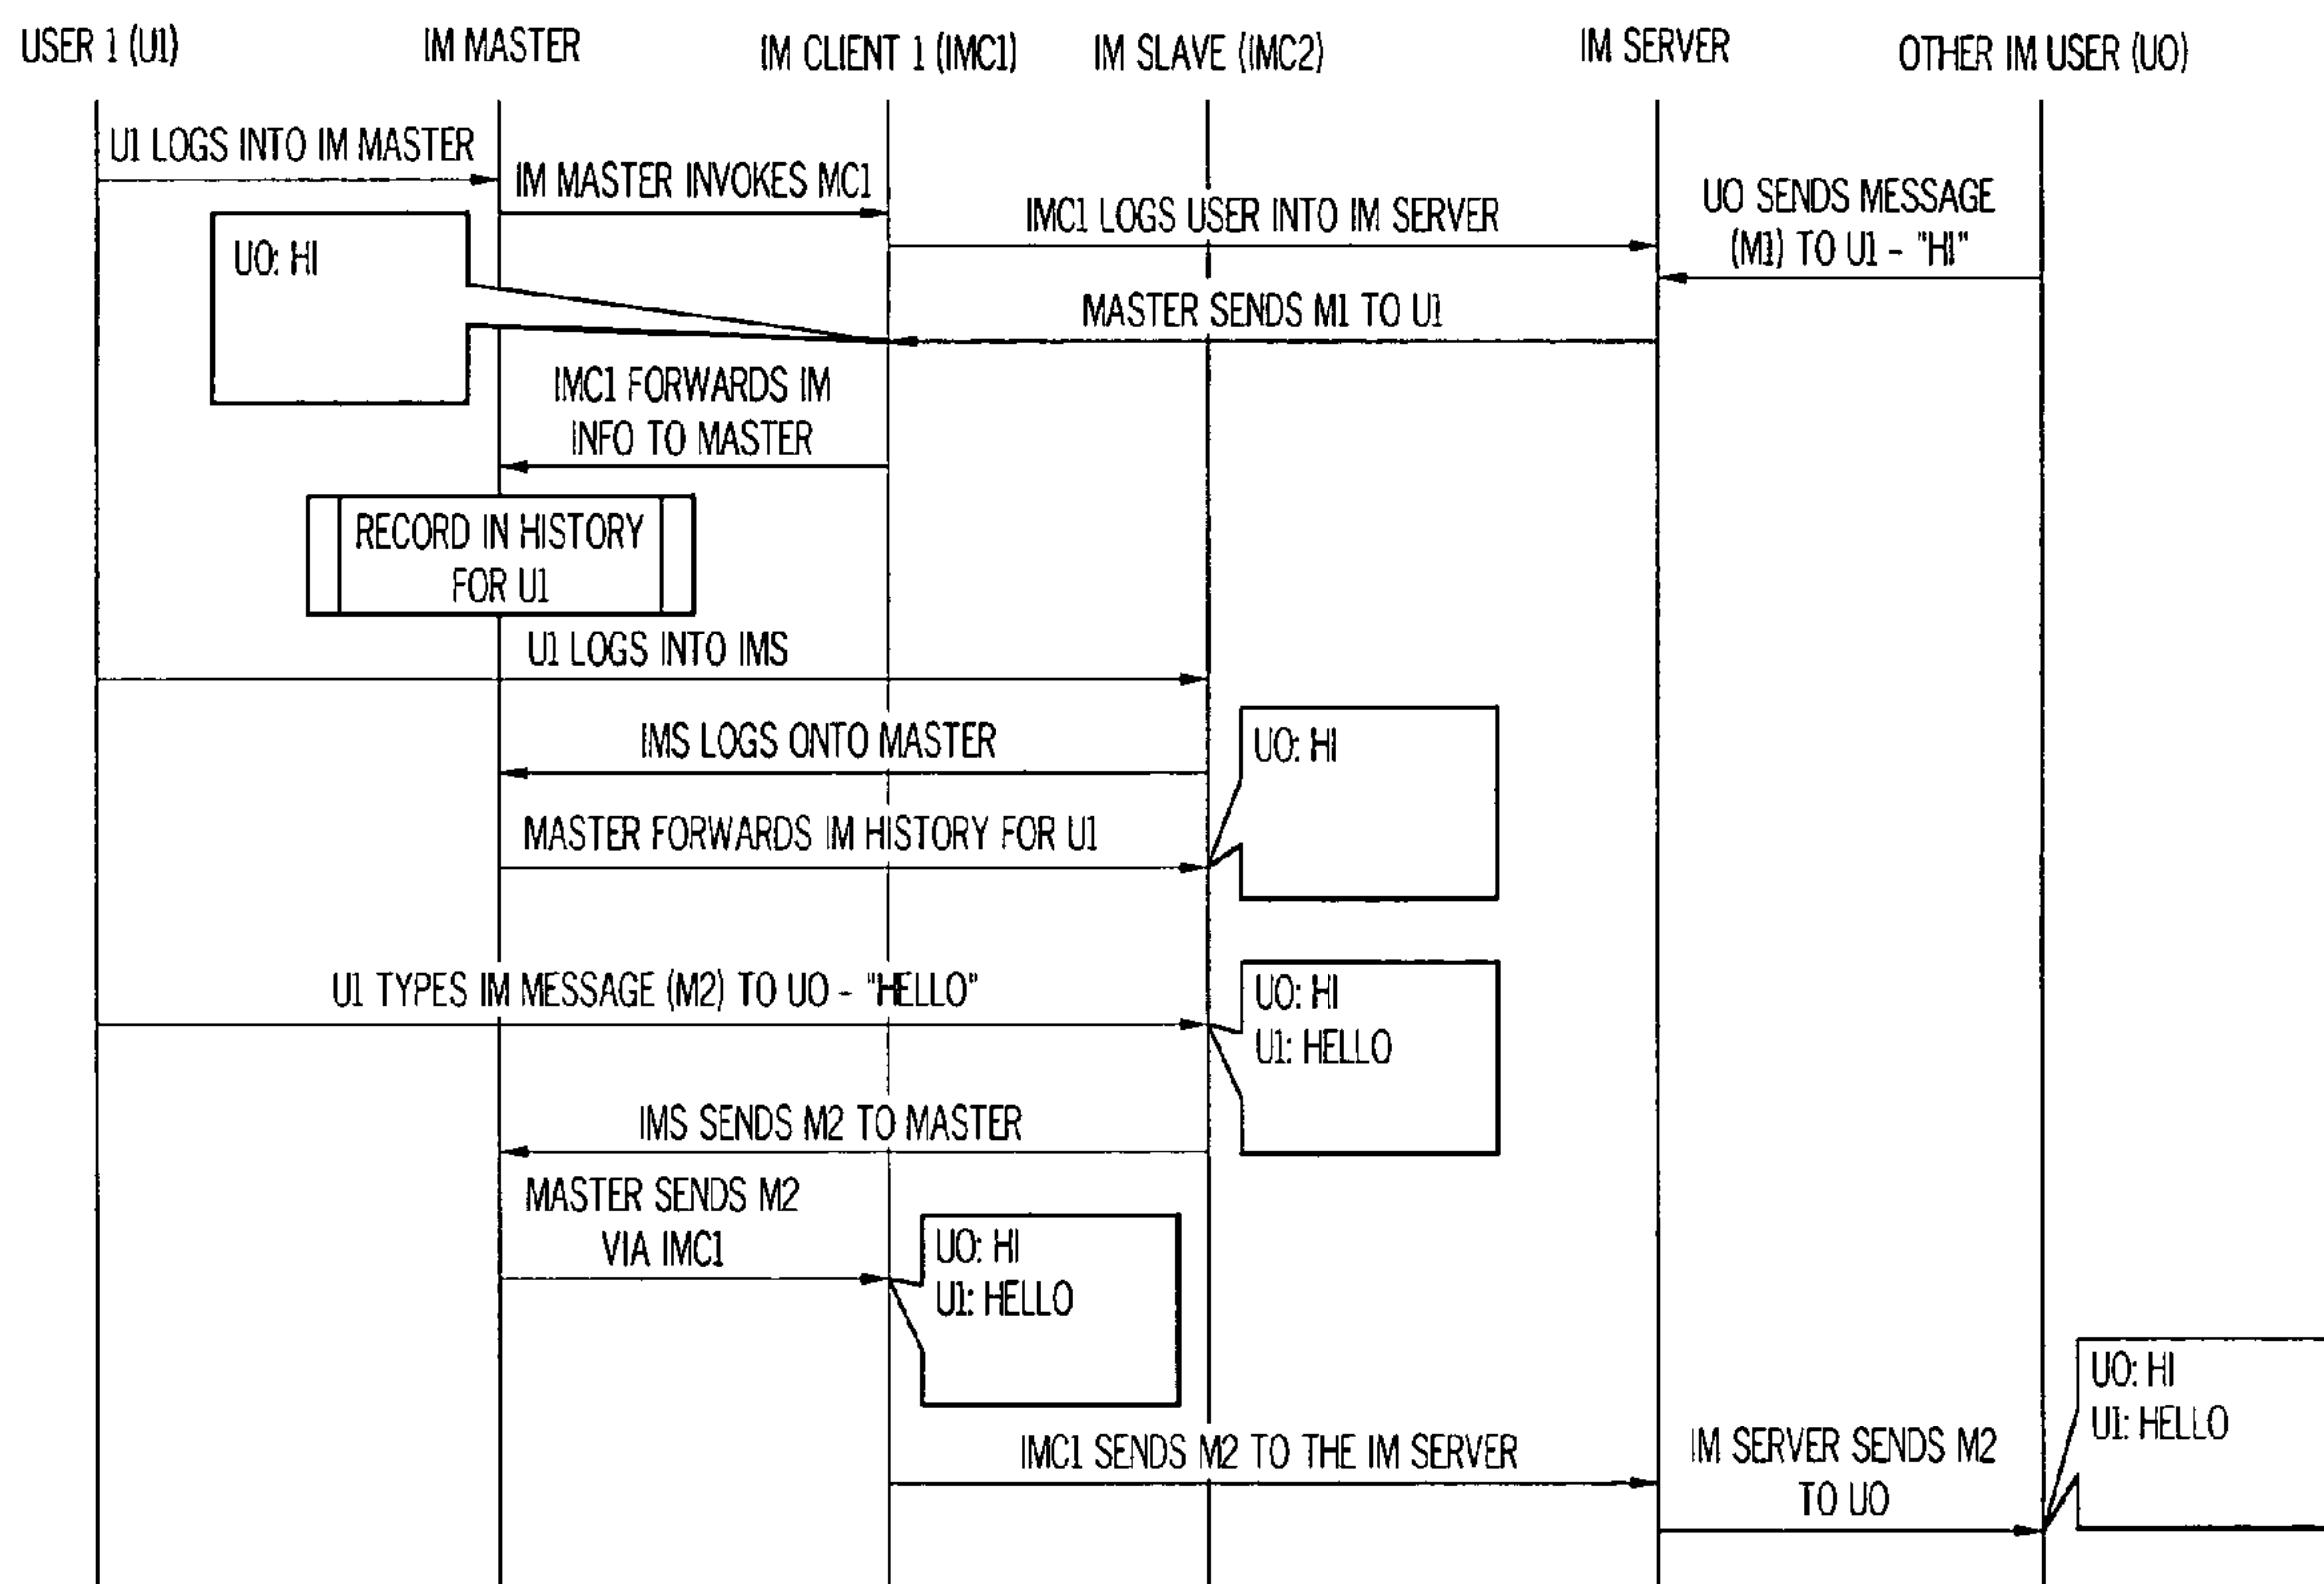 USER 1 (U1)
IM MASTER
IM CLIENT 1 (IMC1)
IM SLAVE (IMC2)
IM SERVER
OTHER IM USER (UO)
U1 LOGS INTO IM MASTER
IM MASTER INVOKES MC1
IMC1 LOGS USER INTO IM SERVER
UO SENDS MESSAGE
(M1) TO U1 - "HI"
UO: HI
MASTER SENDS M1 TO U1
IMC1 FORWARDS IM
INFO TO MASTER
RECORD IN HISTORY
FOR U1
U1 LOGS INTO IMS
IMS LOGS ONTO MASTER
UO: HI
MASTER FORWARDS IM HISTORY FOR U1
U1 TYPES IM MESSAGE (M2) TO UO - "HELLO"
UO: HI
U1: HELLO
IMS SENDS M2 TO MASTER
MASTER SENDS M2
VIA IMC1
UO: HI
U1: HELLO
IMC1 SENDS M2 TO THE IM SERVER
IM SERVER SENDS M2
TO UO
UO: HI
U1: HELLO